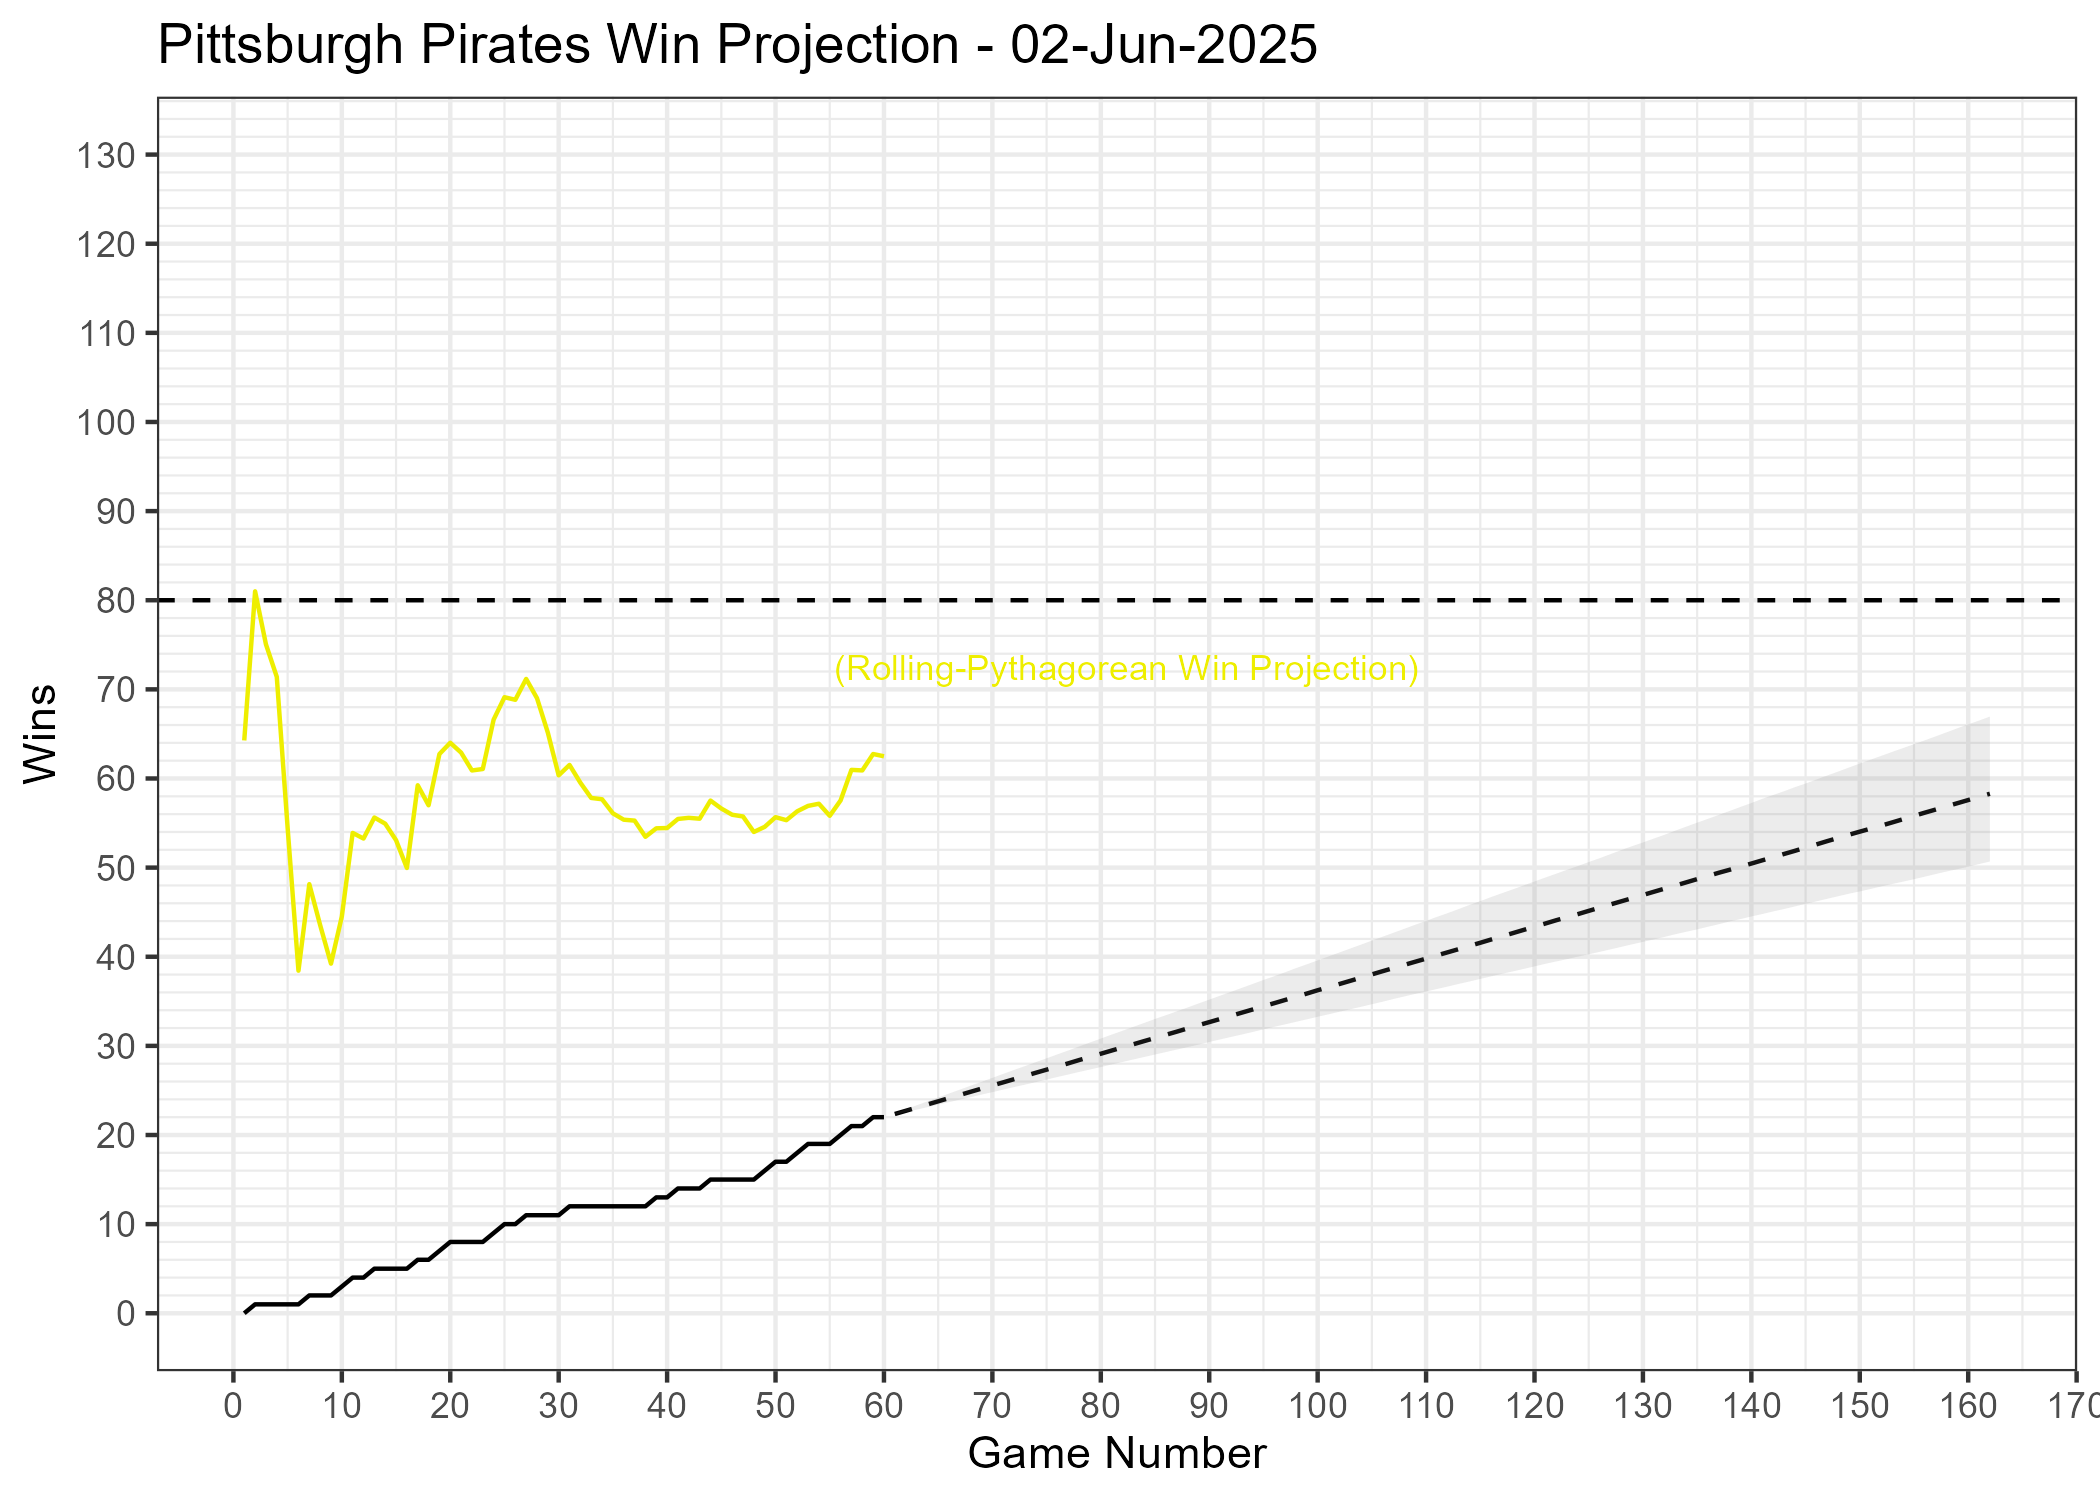 Pittsburgh Pirates Win Projection - 02-Jun-2025
130
120
110
100
90
80
(Rolling-Pythagorean Win Projection)
70
60
50
40
30
20
10
0
Wins
0 10 20 30 40 50 60 70 80 90 100 110 120 130 140 150 160 170
Game Number